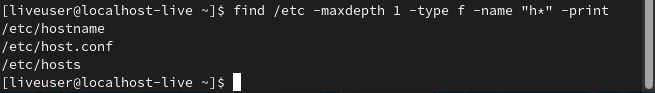 [liveuser@localhost-live ~]$ find /etc -maxdepth 1 -type f -name "h*" -print
/etc/hostname
/etc/host.conf
/etc/hosts
[liveuser@localhost-live ~]$